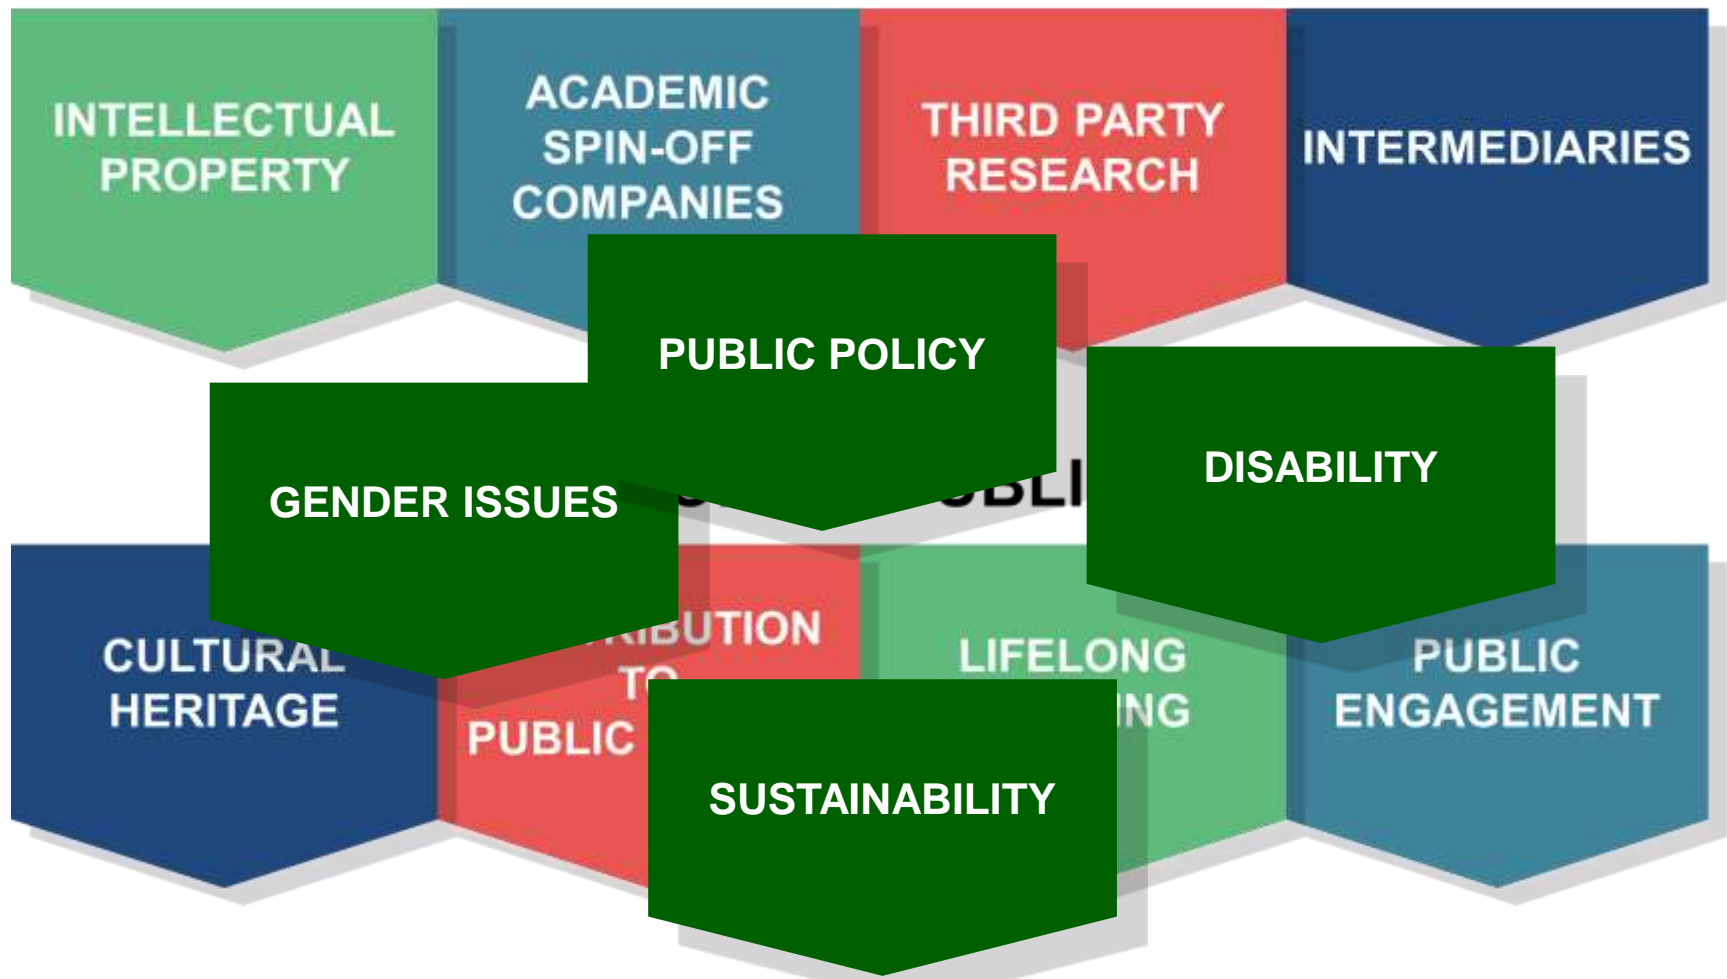 INTELLECTUAL
PROPERTY
ACADEMIC
SPIN-OFF
COMPANIES
THIRD PARTY
RESEARCH
INTERMEDIARIES
PUBLIC POLICY
GENDER ISSUES
DISABILITY
CULTURAL
HERITAGE
TO
PUBLIC
LIFELONG
PUBLIC
ENGAGEMENT
SUSTAINABILITY